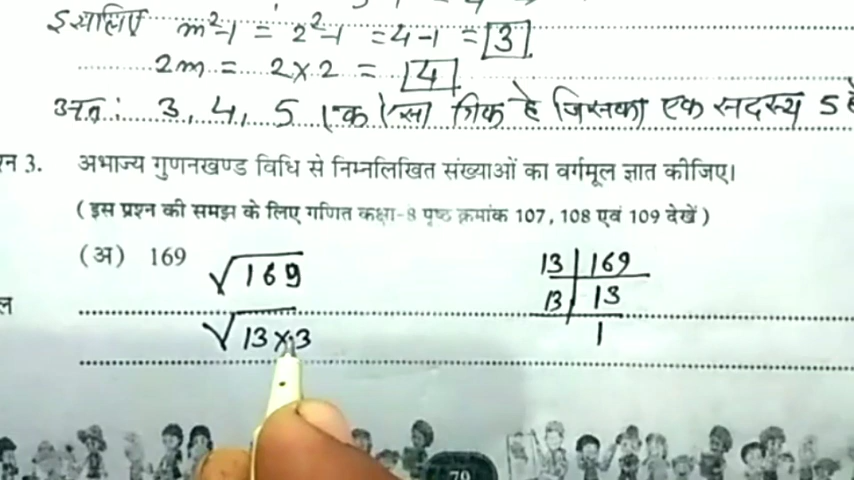 इसलिए m²-1 = 2²-1 = 4-1 = 3
2m = 2×2 = 4
अतः 3, 4, 5 एक ऐसा त्रिक है जिसका एक सदस्य 5 है
न 3. अभाज्य गुणनखण्ड विधि से निम्नलिखित संख्याओं का वर्गमूल ज्ञात कीजिए।
( इस प्रश्न की समझ के लिए गणित कक्षा-8 पृष्ठ क्रमांक 107, 108 एवं 109 देखें )
(अ) 169 √169 13 | 169
ल 13 | 13
√13×3 1
79